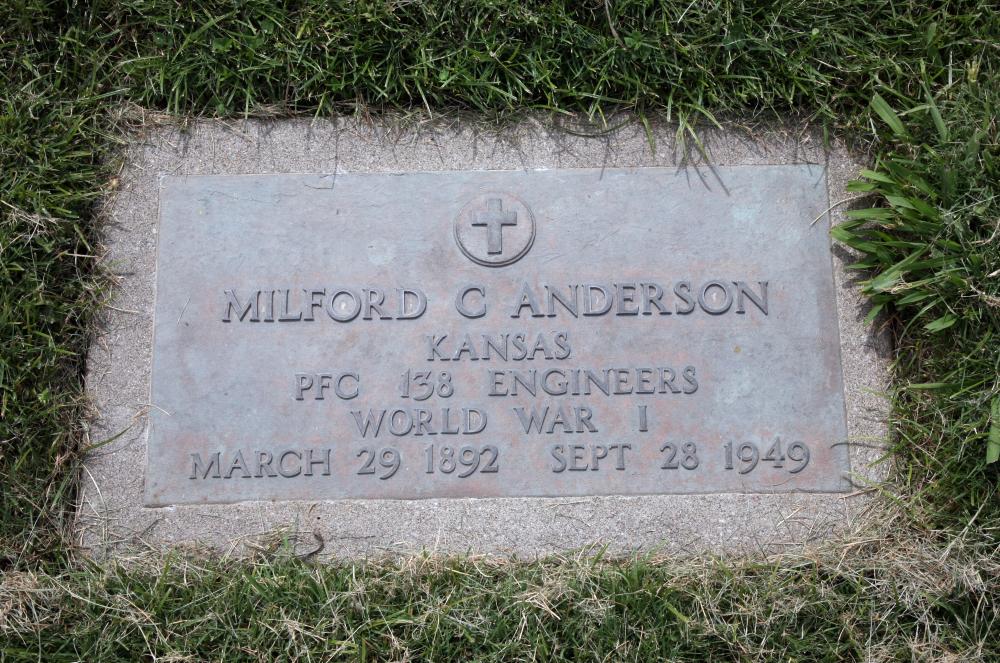 MILFORD C ANDERSON
KANSAS
PFC 138 ENGINEERS
WORLD WAR I
MARCH 29 1892 SEPT 28 1949